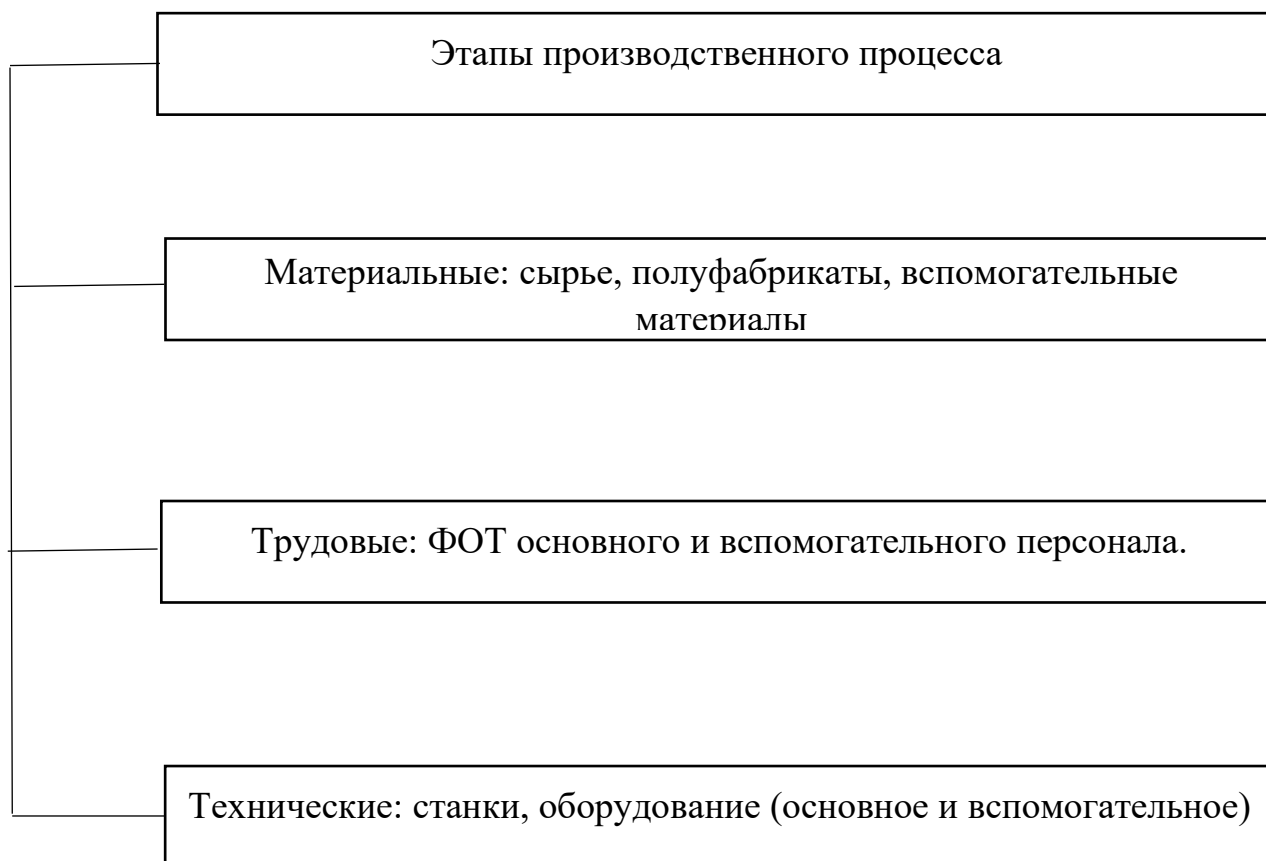 Этапы производственного процесса
Материальные: сырье, полуфабрикаты, вспомогательные
материалы
Трудовые: ФОТ основного и вспомогательного персонала.
Технические: станки, оборудование (основное и вспомогательное)